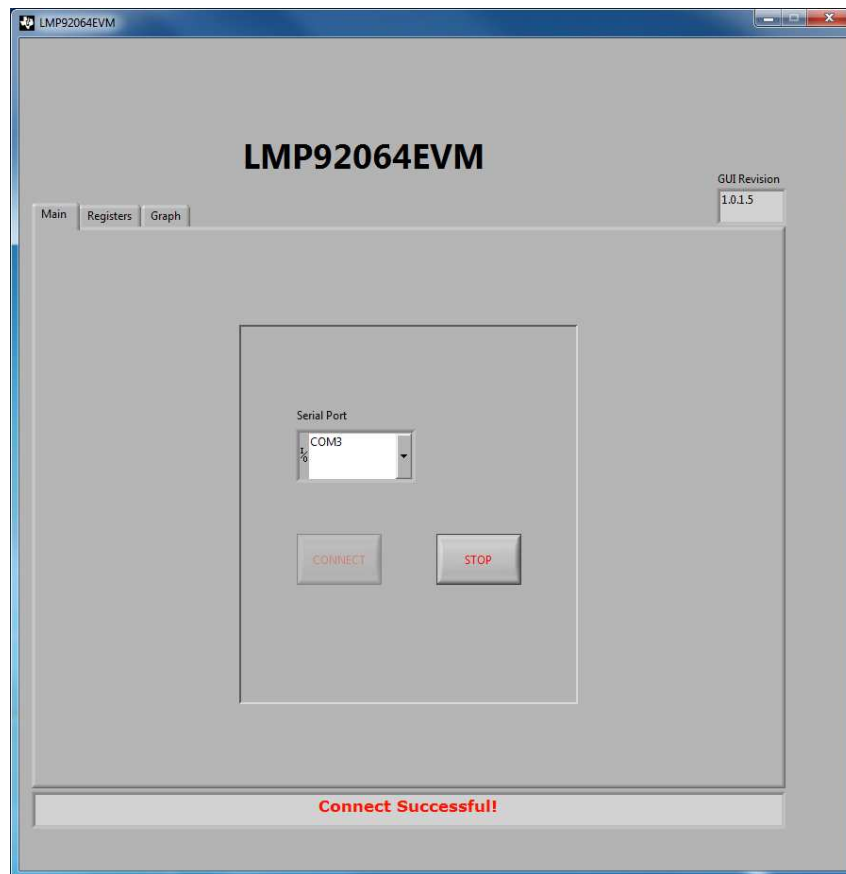 LMP92064EVM
LMP92064EVM
GUI Revision
1.0.1.5
Main Registers Graph
Serial Port
I/O COM3
CONNECT STOP
Connect Successful!